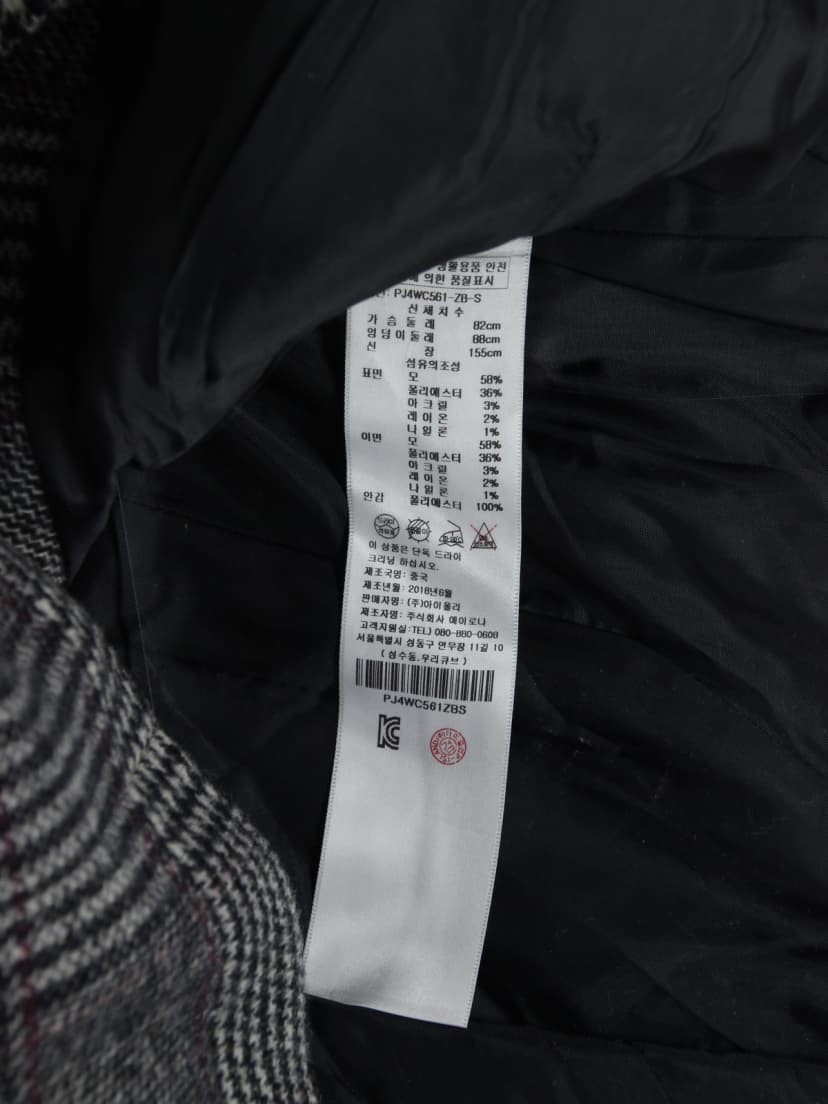 생활용품 안전
의한 품질표시
: PJ4WC561-ZB-S
신체치수
가슴둘레 82cm
엉덩이둘레 88cm
신장 155cm
섬유의조성
표면 모 58%
폴리에스터 36%
아크릴 3%
레이온 2%
나일론 1%
이면 모 58%
폴리에스터 36%
아크릴 3%
레이온 2%
나일론 1%
안감 폴리에스터 100%
드라이
이 상품은 단독 드라이
크리닝 하십시오.
제조국명: 중국
제조년월: 2018년6월
판매자명: (주)아이올리
제조자명: 주식회사 에이로나
고객지원실:TEL) 080-880-0608
서울특별시 성동구 연무장 11길 10
(성수동,우리큐브)
PJ4WC561ZBS